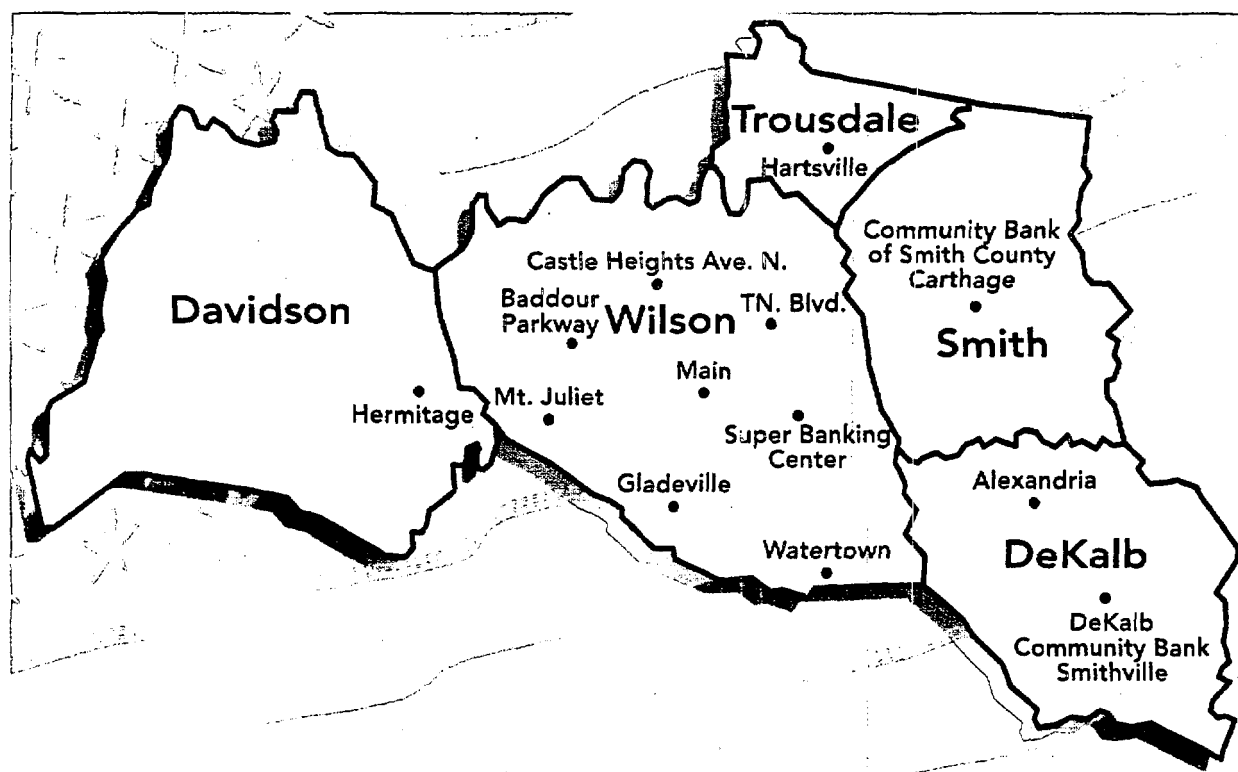 Trousdale
Hartsville
Community Bank
of Smith County
Carthage
Smith
Castle Heights Ave. N.
Baddour
Parkway
Wilson
TN. Blvd.
Main
Mt. Juliet
Super Banking
Center
Gladeville
Watertown
Davidson
Hermitage
Alexandria
DeKalb
DeKalb
Community Bank
Smithville